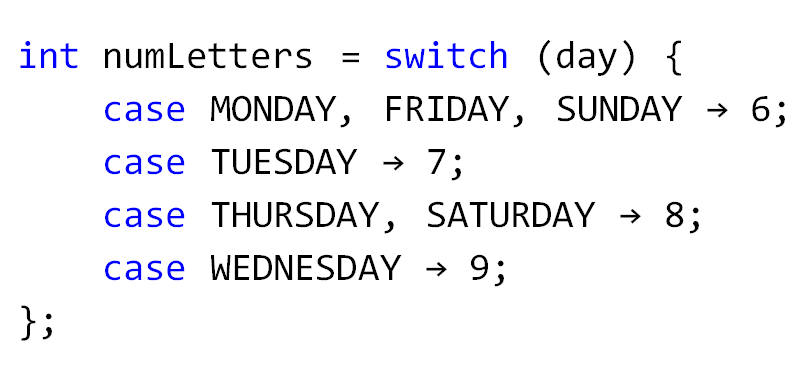 int numLetters = switch (day) {
    case MONDAY, FRIDAY, SUNDAY → 6;
    case TUESDAY → 7;
    case THURSDAY, SATURDAY → 8;
    case WEDNESDAY → 9;
};